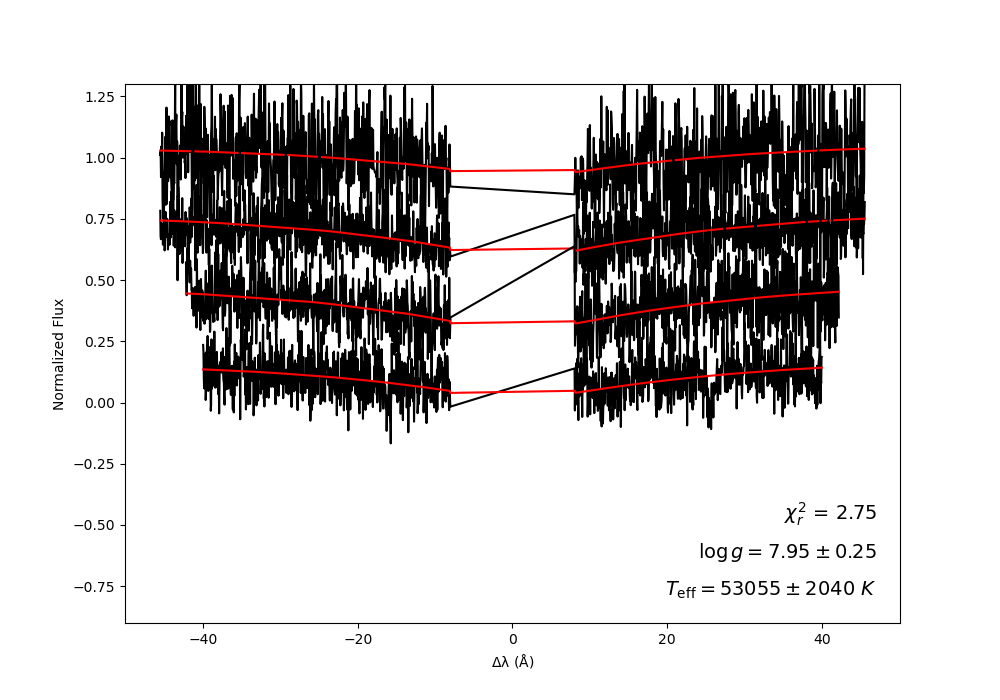 1.25
1.00
0.75
0.50
0.25
0.00
−0.25
−0.50
−0.75
Normalized Flux
χ²ᵣ = 2.75
log g = 7.95 ± 0.25
T_eff = 53055 ± 2040 K
−40
−20
0
20
40
Δλ (Å)